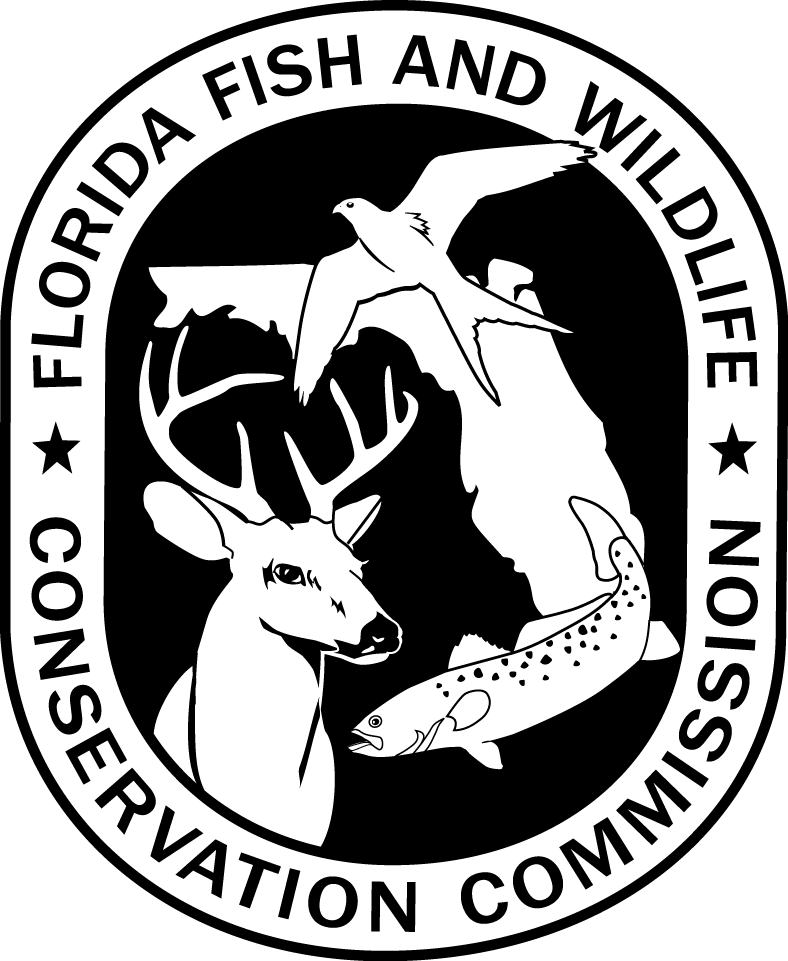 FLORIDA FISH AND WILDLIFE
CONSERVATION COMMISSION